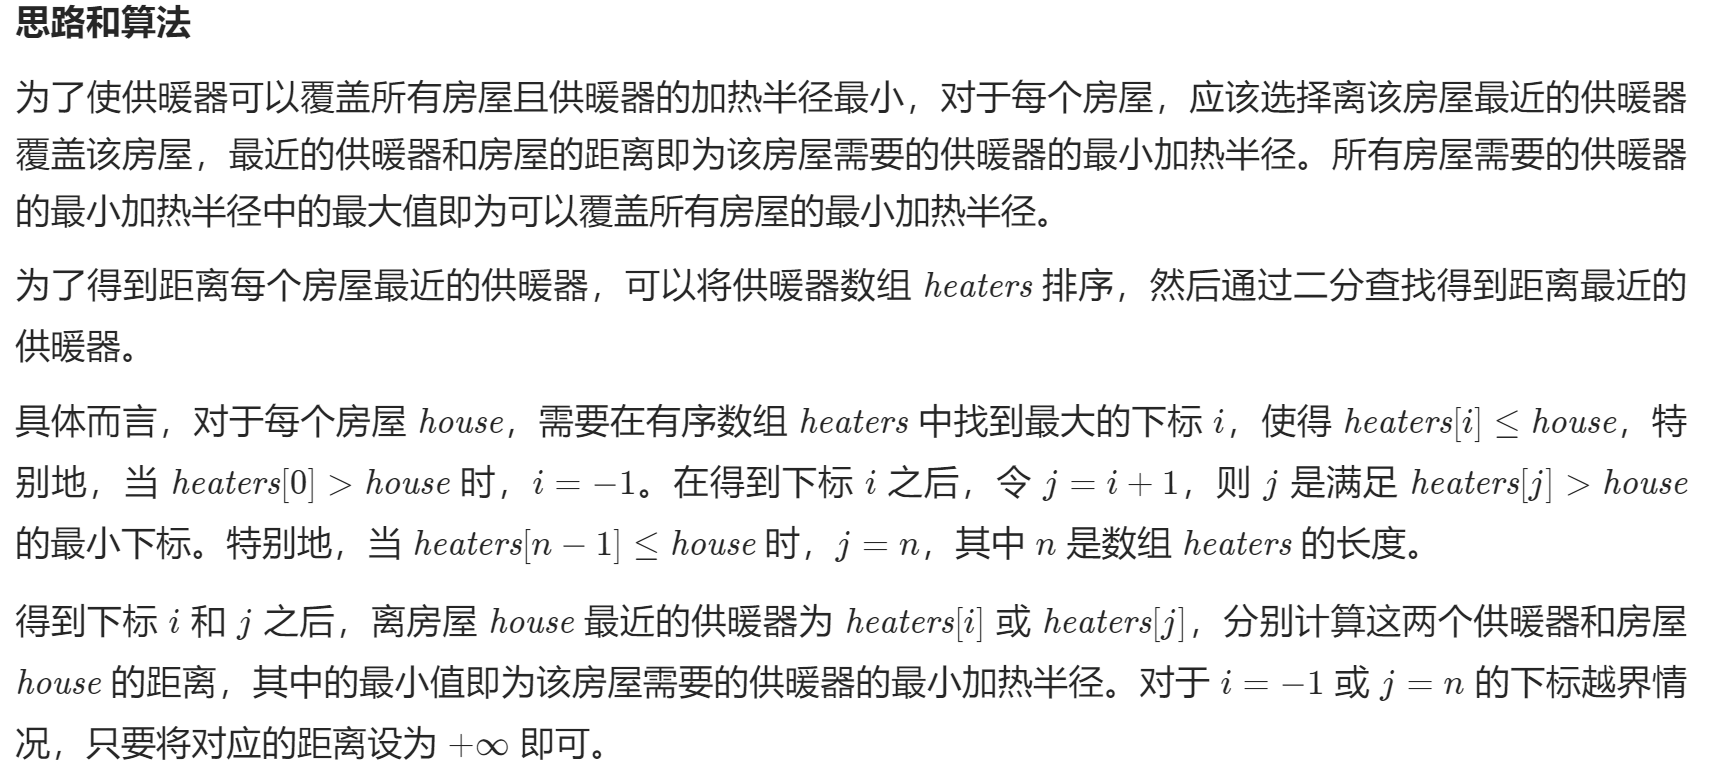 思路和算法
为了使供暖器可以覆盖所有房屋且供暖器的加热半径最小，对于每个房屋，应该选择离该房屋最近的供暖器
覆盖该房屋，最近的供暖器和房屋的距离即为该房屋需要的供暖器的最小加热半径。所有房屋需要的供暖器
的最小加热半径中的最大值即为可以覆盖所有房屋的最小加热半径。
为了得到距离每个房屋最近的供暖器，可以将供暖器数组 heaters 排序，然后通过二分查找得到距离最近的
供暖器。
具体而言，对于每个房屋 house，需要在有序数组 heaters 中找到最大的下标 i，使得 heaters[i] ≤ house，特
别地，当 heaters[0] > house 时，i = −1。在得到下标 i 之后，令 j = i + 1，则 j 是满足 heaters[j] > house
的最小下标。特别地，当 heaters[n − 1] ≤ house 时，j = n，其中 n 是数组 heaters 的长度。
得到下标 i 和 j 之后，离房屋 house 最近的供暖器为 heaters[i] 或 heaters[j]，分别计算这两个供暖器和房屋
house 的距离，其中的最小值即为该房屋需要的供暖器的最小加热半径。对于 i = −1 或 j = n 的下标越界情
况，只要将对应的距离设为 +∞ 即可。